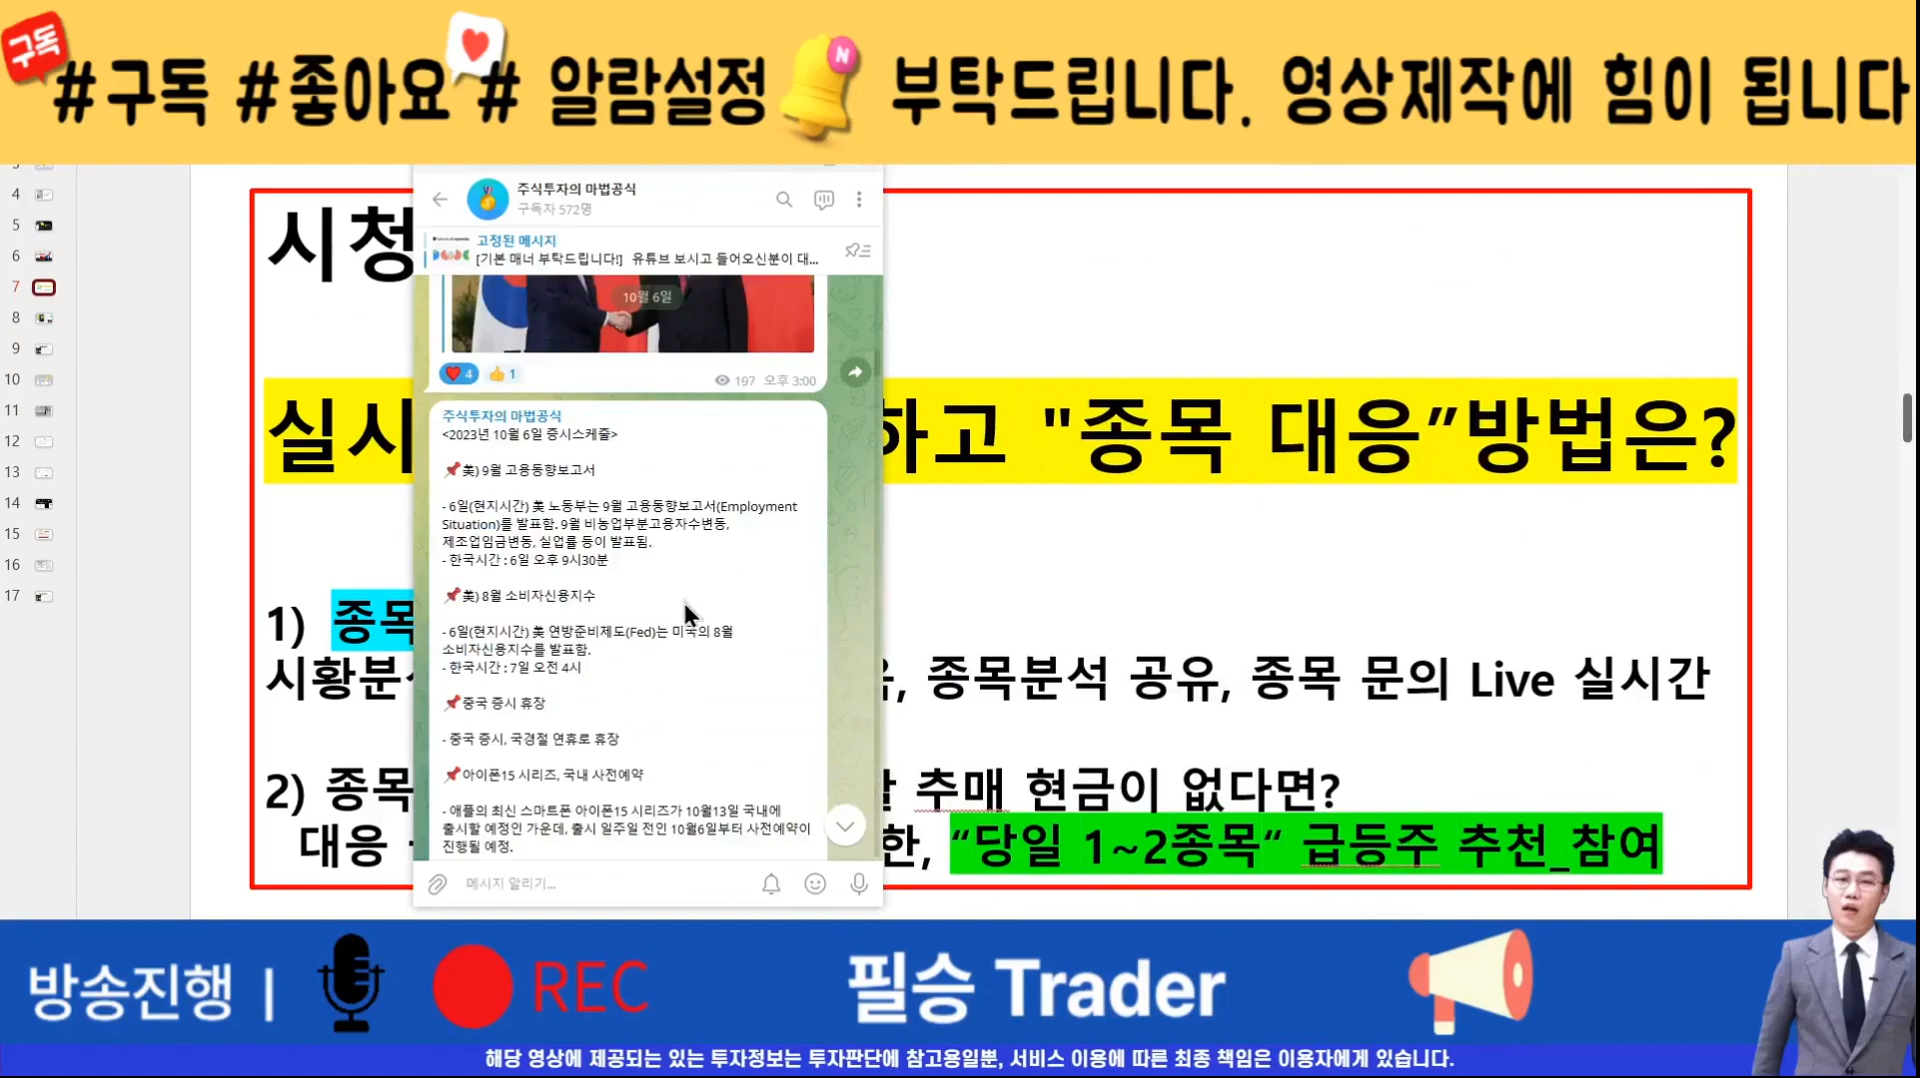 구독
#구독 #좋아요 # 알람설정 N 부탁드립니다. 영상제작에 힘이 됩니다
4
5
6
7
8
9
10
11
12
13
14
15
16
17
시청
실시 하고 "종목 대응"방법은?
1) 종목
시황분 , 종목분석 공유, 종목 문의 Live 실시간
2) 종목 추매 현금이 없다면?
대응 한, "당일 1~2종목" 급등주 추천_참여
주식투자의 마법공식
구독자 572명
고정된 메시지
[기본 매너 부탁드립니다!] 유튜브 보시고 들어오신분이 대...
10월 6일
4 1
197 오후 3:00
주식투자의 마법공식
<2023년 10월 6일 증시스케줄>
美) 9월 고용동향보고서
- 6일(현지시간) 美 노동부는 9월 고용동향보고서(Employment
Situation)를 발표함. 9월 비농업부분고용자수변동,
제조업임금변동, 실업률 등이 발표됨.
- 한국시간 : 6일 오후 9시30분
美) 8월 소비자신용지수
- 6일(현지시간) 美 연방준비제도(Fed)는 미국의 8월
소비자신용지수를 발표함.
- 한국시간 : 7일 오전 4시
중국 증시 휴장
- 중국 증시, 국경절 연휴로 휴장
아이폰15 시리즈, 국내 사전예약
- 애플의 최신 스마트폰 아이폰15 시리즈가 10월13일 국내에
출시할 예정인 가운데, 출시 일주일 전인 10월6일부터 사전예약이
진행될 예정.
메시지 알리기...
방송진행 | REC 필승 Trader
해당 영상에 제공되는 있는 투자정보는 투자판단에 참고용일뿐, 서비스 이용에 따른 최종 책임은 이용자에게 있습니다.